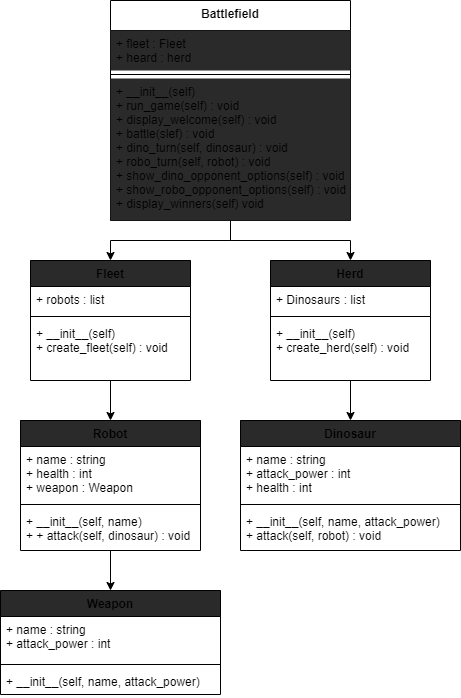 Battlefield
+ fleet : Fleet
+ heard : herd
+ __init__(self)
+ run_game(self) : void
+ display_welcome(self) : void
+ battle(slef) : void
+ dino_turn(self, dinosaur) : void
+ robo_turn(self, robot) : void
+ show_dino_opponent_options(self) : void
+ show_robo_opponent_options(self) : void
+ display_winners(self) void
Fleet
+ robots : list
+ __init__(self)
+ create_fleet(self) : void
Herd
+ Dinosaurs : list
+ __init__(self)
+ create_herd(self) : void
Robot
+ name : string
+ health : int
+ weapon : Weapon
+ __init__(self, name)
+ + attack(self, dinosaur) : void
Dinosaur
+ name : string
+ attack_power : int
+ health : int
+ __init__(self, name, attack_power)
+ attack(self, robot) : void
Weapon
+ name : string
+ attack_power : int
+ __init__(self, name, attack_power)